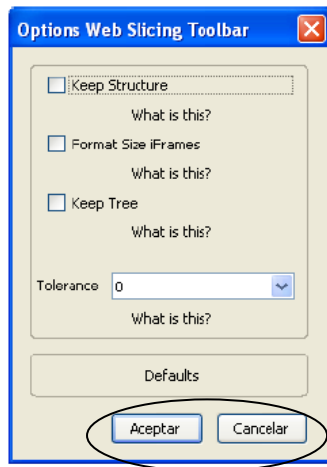 Options Web Slicing Toolbar
Keep Structure
What is this?
Format Size iFrames
What is this?
Keep Tree
What is this?
Tolerance 0
What is this?
Defaults
Aceptar Cancelar